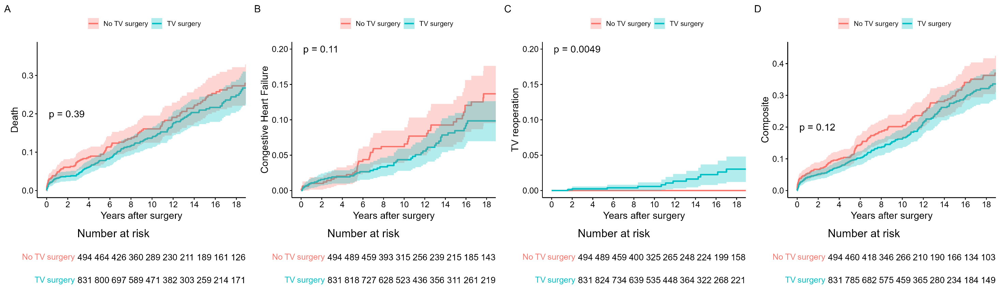 A
No TV surgery TV surgery
Death
p = 0.39
0.3
0.2
0.1
0.0
0 2 4 6 8 10 12 14 16 18
Years after surgery
Number at risk
No TV surgery 494 464 426 360 289 230 211 189 161 126
TV surgery 831 800 697 589 471 382 303 259 214 171
B
No TV surgery TV surgery
Congestive Heart Failure
p = 0.11
0.20
0.15
0.10
0.05
0.00
0 2 4 6 8 10 12 14 16 18
Years after surgery
Number at risk
No TV surgery 494 489 459 393 315 256 239 215 185 143
TV surgery 831 818 727 628 523 436 356 311 261 219
C
No TV surgery TV surgery
TV reoperation
p = 0.0049
0.20
0.15
0.10
0.05
0.00
0 2 4 6 8 10 12 14 16 18
Years after surgery
Number at risk
No TV surgery 494 489 459 400 325 265 248 224 199 158
TV surgery 831 824 734 639 535 448 364 322 268 221
D
No TV surgery TV surgery
Composite
p = 0.12
0.4
0.3
0.2
0.1
0.0
0 2 4 6 8 10 12 14 16 18
Years after surgery
Number at risk
No TV surgery 494 460 418 346 266 210 190 166 134 103
TV surgery 831 785 682 575 459 365 280 234 184 149